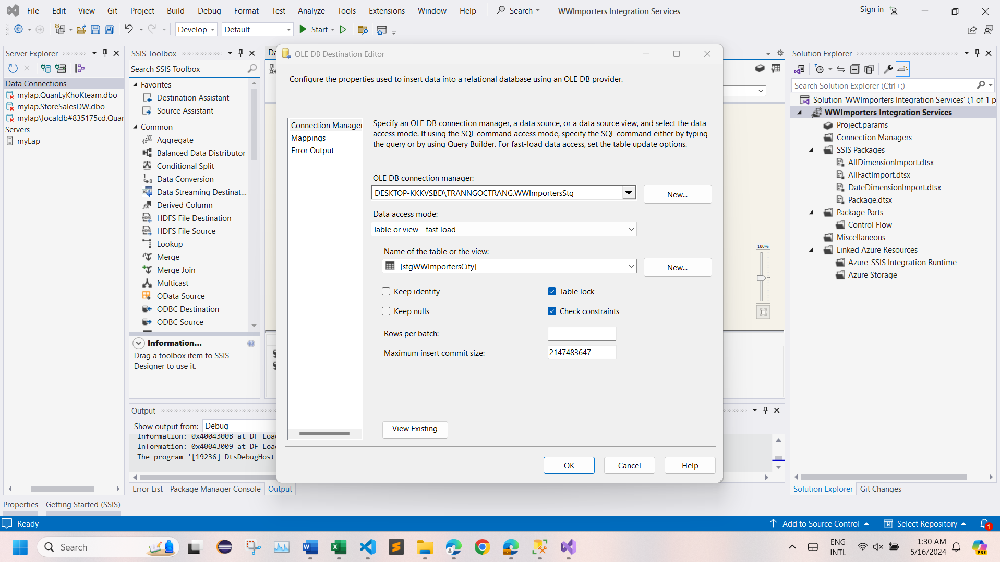 File Edit View Git Project Build Debug Format Test Analyze Tools Extensions Window Help Search WWImporters Integration Services Sign in
Develop Default Start
Server Explorer
Data Connections
mylap.QuanLyKhoKteam.dbo
mylap.StoreSalesDW.dbo
mylap\localdb#835175cd.Quar
Servers
myLap
SSIS Toolbox
Search SSIS Toolbox
Favorites
Destination Assistant
Source Assistant
Common
Aggregate
Balanced Data Distributor
Conditional Split
Data Conversion
Data Streaming Destinat...
Derived Column
HDFS File Destination
HDFS File Source
Lookup
Merge
Merge Join
Multicast
OData Source
ODBC Destination
ODBC Source
Information...
Drag a toolbox item to SSIS
Designer to use it.
Da
OLE DB Destination Editor
Configure the properties used to insert data into a relational database using an OLE DB provider.
Connection Manager
Mappings
Error Output
Specify an OLE DB connection manager, a data source, or a data source view, and select the data
access mode. If using the SQL command access mode, specify the SQL command either by typing
the query or by using Query Builder. For fast-load data access, set the table update options.
OLE DB connection manager:
DESKTOP-KKKVSBD\TRANNGOCTRANG.WWImportersStg
New...
Data access mode:
Table or view - fast load
Name of the table or the view:
[stgWWImportersCity]
New...
Keep identity
Table lock
Keep nulls
Check constraints
Rows per batch:
Maximum insert commit size:
2147483647
View Existing
OK
Cancel
Help
100%
Output
Show output from: Debug
Information: 0x4004300B at DF Loa
Information: 0x40043009 at DF Loa
The program '[19236] DtsDebugHost
Error List Package Manager Console Output
Solution Explorer
Search Solution Explorer (Ctrl+;)
Solution 'WWImporters Integration Services' (1 of 1 p
WWImporters Integration Services
Project.params
Connection Managers
SSIS Packages
AllDimensionImport.dtsx
AllFactImport.dtsx
DateDimensionImport.dtsx
Package.dtsx
Package Parts
Control Flow
Miscellaneous
Linked Azure Resources
Azure-SSIS Integration Runtime
Azure Storage
Solution Explorer Git Changes
Properties Getting Started (SSIS)
Ready
Add to Source Control
Select Repository
1
Search
ENG
INTL
1:30 AM
5/16/2024
PRE